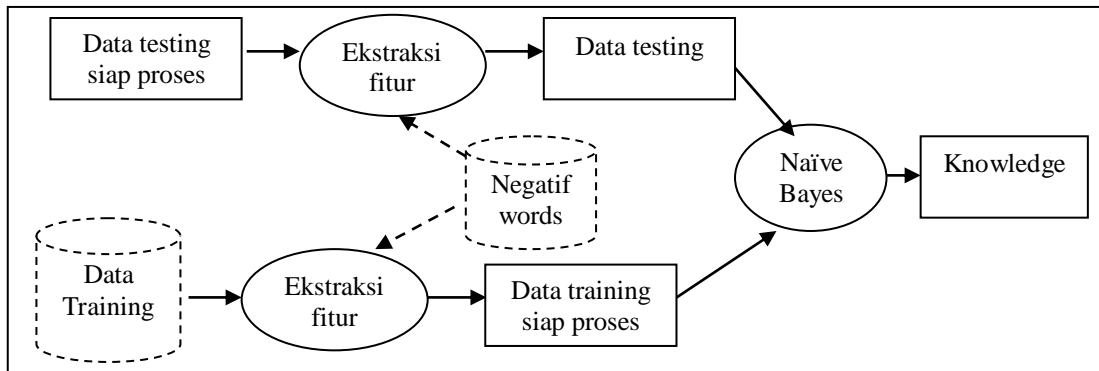 Data testing
siap proses
Ekstraksi
fitur
Data testing
Negatif
words
Naïve
Bayes
Knowledge
Data
Training
Ekstraksi
fitur
Data training
siap proses